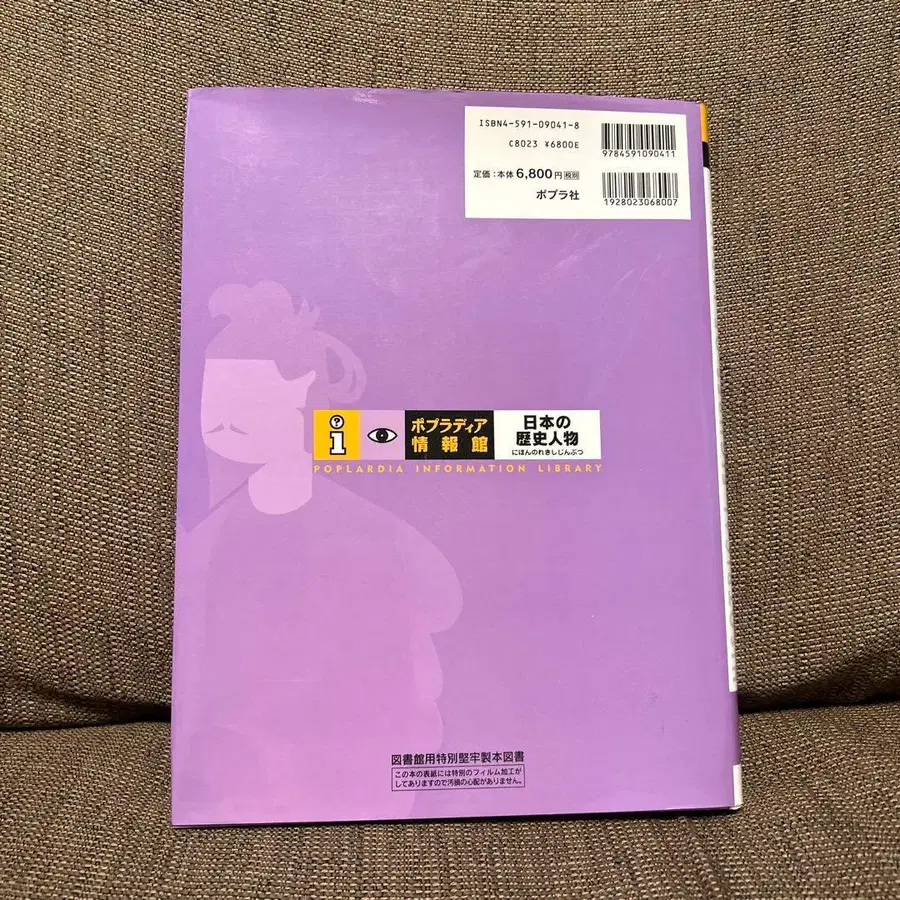 ISBN4-591-09041-8
C8023 ¥6800E
定価:本体6,800円税別
ポプラ社
9784591090411
1928023068007
?
i
ポプラディア
情報館
日本の
歴史人物
にほんのれきしじんぶつ
POPLARDIA INFORMATION LIBRARY
図書館用特別堅牢製本図書
この本の表紙には特別のフィルム加工が
してありますので汚損の心配がありません。